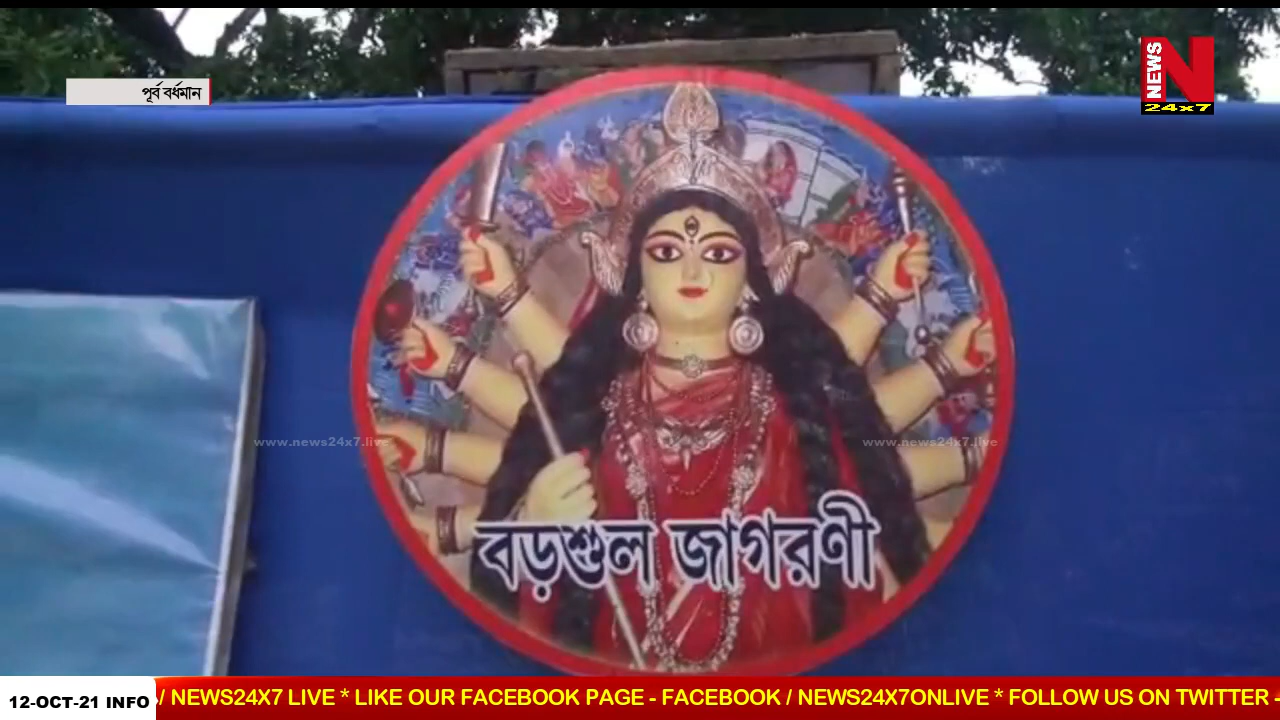 পূর্ব বর্ধমান
NEWS
N
24x7
www.news24x7.live
www.news24x7.live
বড়শুল জাগরণী
12-OCT-21 INFO
/ NEWS24X7 LIVE * LIKE OUR FACEBOOK PAGE - FACEBOOK / NEWS24X7ONLIVE * FOLLOW US ON TWITTER -